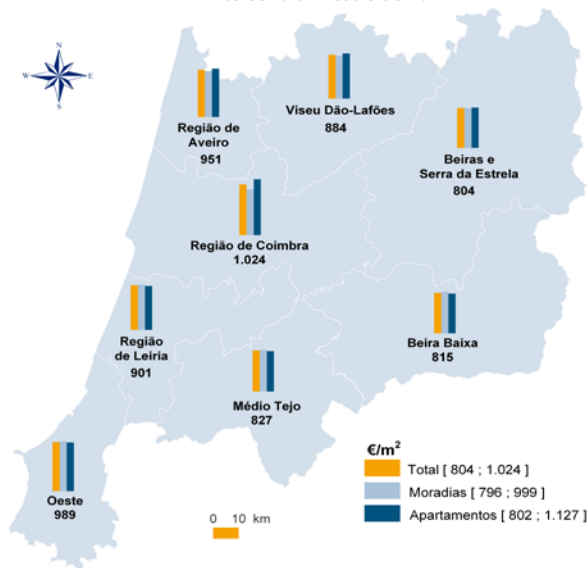 N
W
E
S
Viseu Dão-Lafões
884
Região de
Aveiro
951
Beiras e
Serra da Estrela
804
Região de Coimbra
1.024
Região
de Leiria
901
Beira Baixa
815
Médio Tejo
827
Oeste
989
€/m²
Total [ 804 ; 1.024 ]
Moradias [ 796 ; 999 ]
Apartamentos [ 802 ; 1.127 ]
0 10 km